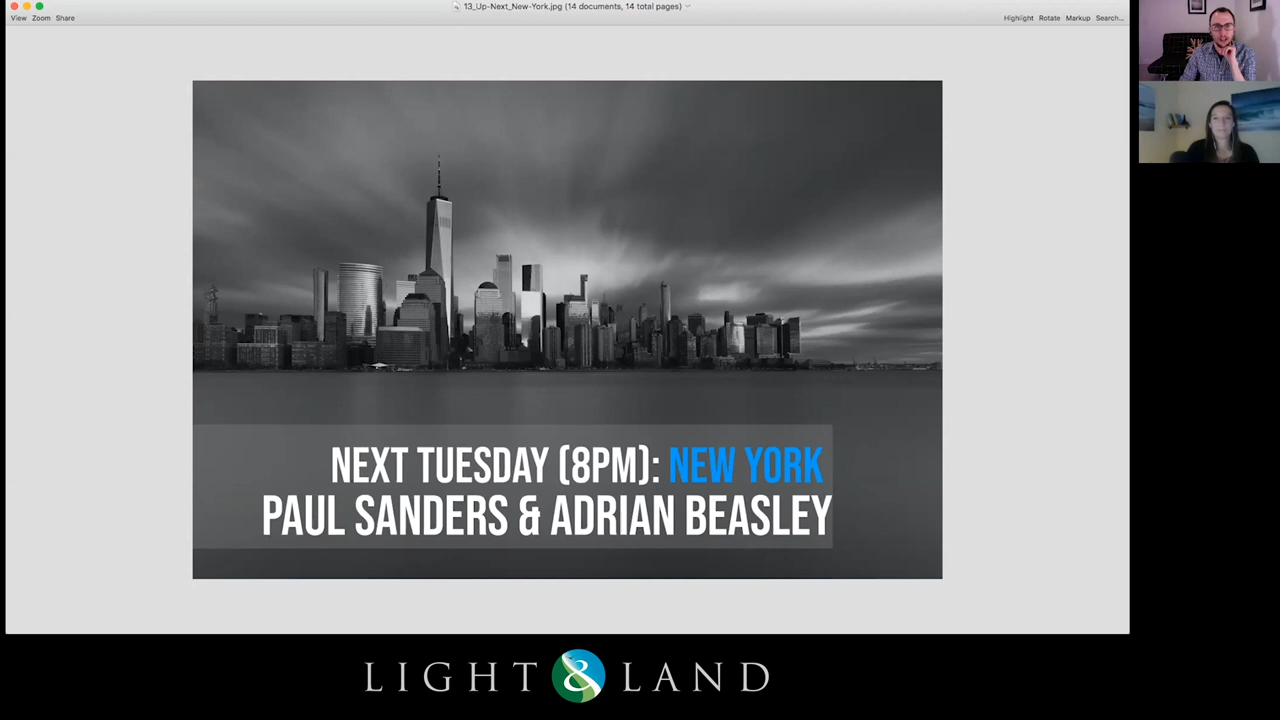 13_Up-Next_New-York.jpg (14 documents, 14 total pages)
View Zoom Share
Highlight Rotate Markup Search...
NEXT TUESDAY (8PM): NEW YORK
PAUL SANDERS & ADRIAN BEASLEY
LIGHT & LAND